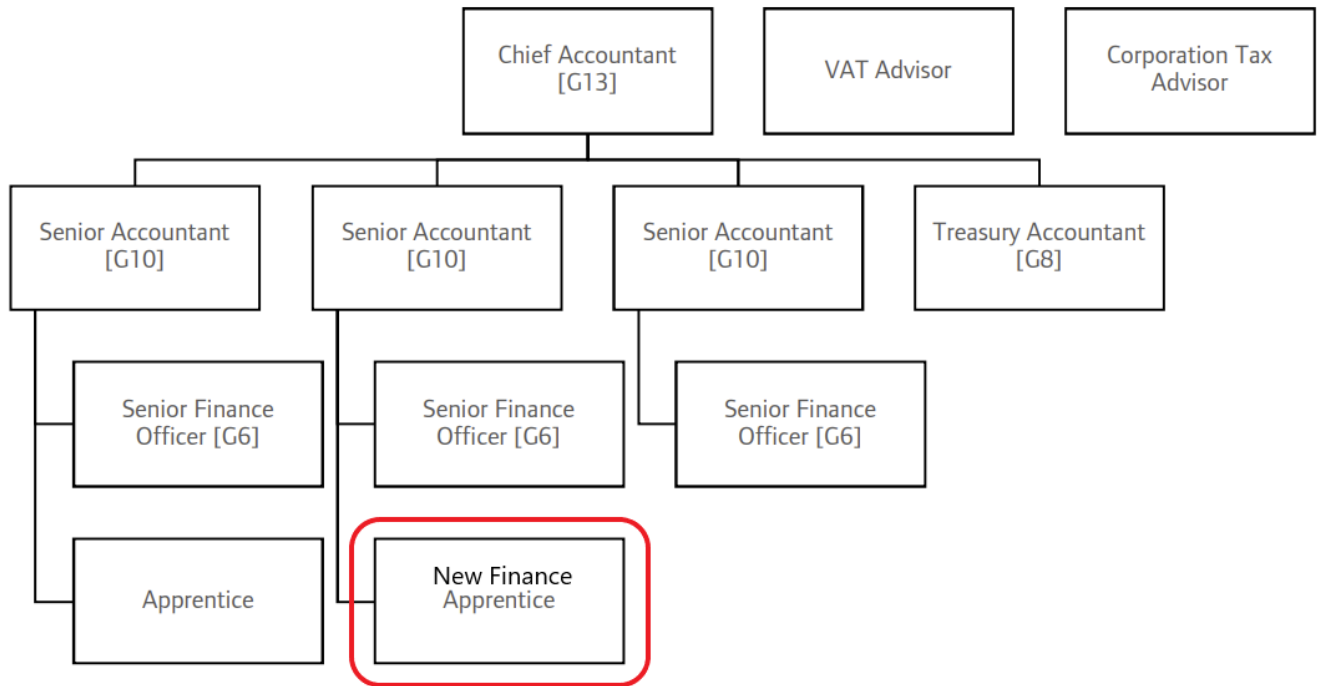 Chief Accountant
[G13]
VAT Advisor
Corporation Tax
Advisor
Senior Accountant
[G10]
Senior Accountant
[G10]
Senior Accountant
[G10]
Treasury Accountant
[G8]
Senior Finance
Officer [G6]
Senior Finance
Officer [G6]
Senior Finance
Officer [G6]
Apprentice
New Finance
Apprentice